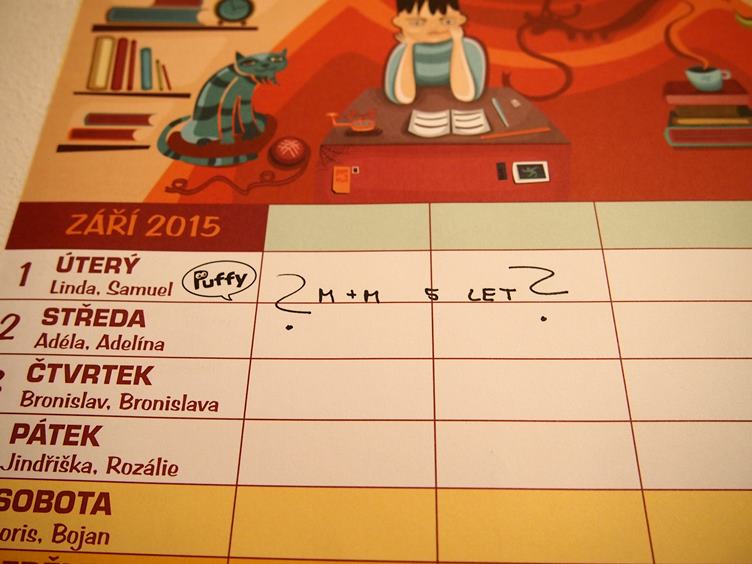 ZÁŘÍ 2015
1 ÚTERÝ
Linda, Samuel
Puffy
? M + M 5 LET ?
2 STŘEDA
Adéla, Adelína
ČTVRTEK
Bronislav, Bronislava
PÁTEK
Jindřiška, Rozálie
SOBOTA
oris, Bojan